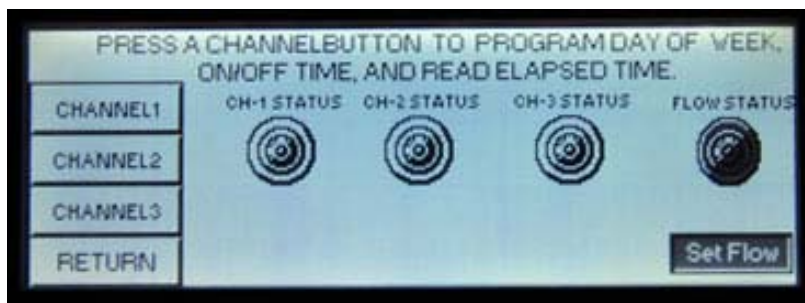 PRESS A CHANNELBUTTON TO PROGRAM DAY OF WEEK,
ON/OFF TIME, AND READ ELAPSED TIME.
CH-1 STATUS CH-2 STATUS CH-3 STATUS FLOW STATUS
CHANNEL1
CHANNEL2
CHANNEL3
RETURN
Set Flow